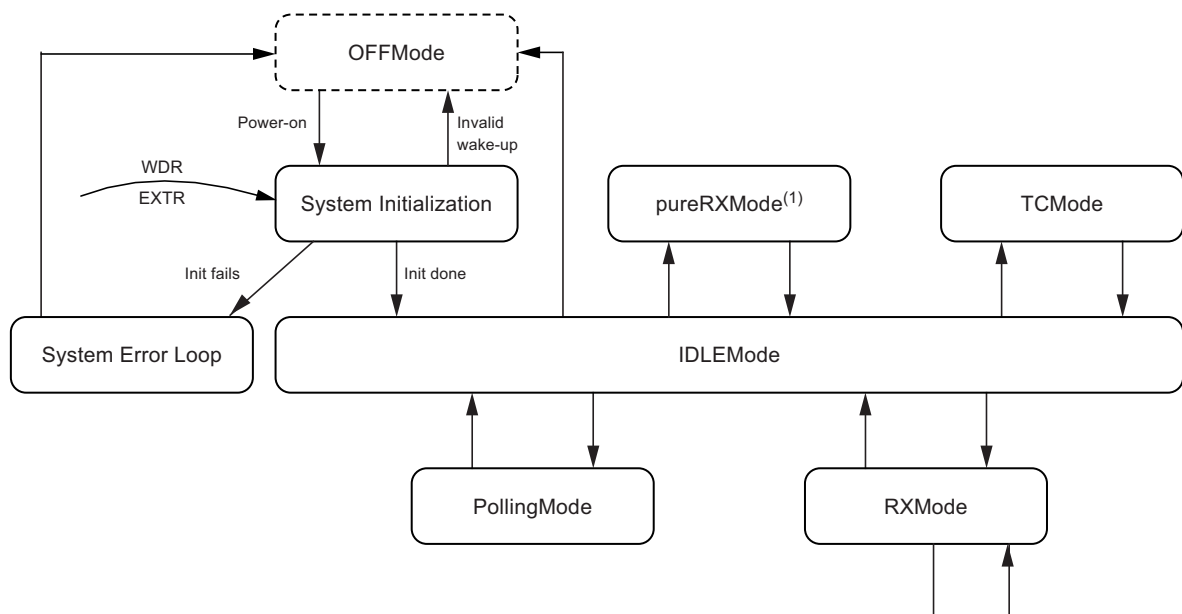 OFFMode
Power-on
Invalid
wake-up
WDR
EXTR
System Initialization
pureRXMode(1)
TCMode
Init fails
Init done
System Error Loop
IDLEMode
PollingMode
RXMode